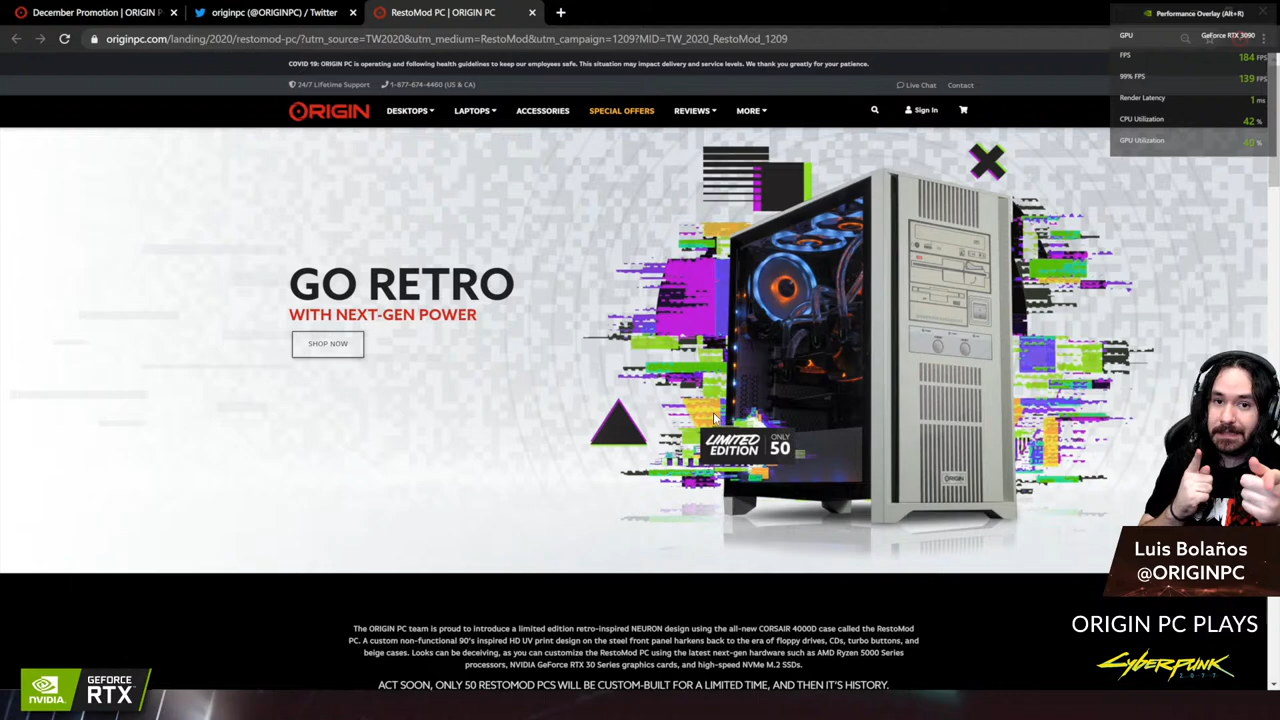 December Promotion | ORIGIN P
originpc (@ORIGINPC) / Twitter
RestoMod PC | ORIGIN PC
originpc.com/landing/2020/restomod-pc/?utm_source=TW2020&utm_medium=RestoMod&utm_campaign=1209?MID=TW_2020_RestoMod_1209
Performance Overlay (Alt+R)
GPU GeForce RTX 3090
FPS 184 FPS
99% FPS 139 FPS
Render Latency 1 ms
CPU Utilization 42 %
GPU Utilization 40 %
COVID 19: ORIGIN PC is operating and following health guidelines to keep our employees safe. This situation may impact delivery and service levels. We thank you greatly for your patience.
24/7 Lifetime Support 1-877-674-4460 (US & CA) Live Chat Contact
ORIGIN DESKTOPS LAPTOPS ACCESSORIES SPECIAL OFFERS REVIEWS MORE Sign In
GO RETRO
WITH NEXT-GEN POWER
SHOP NOW
LIMITED
EDITION
ONLY
50
ORIGIN
Luis Bolaños
@ORIGINPC
ORIGIN PC PLAYS
Cyberpunk
2077
The ORIGIN PC team is proud to introduce a limited edition retro-inspired NEURON design using the all-new CORSAIR 4000D case called the RestoMod
PC. A custom non-functional 90's inspired HD UV print design on the steel front panel harkens back to the era of floppy drives, CDs, turbo buttons, and
beige cases. Looks can be deceiving, as you can customize the RestoMod PC using the latest next-gen hardware such as AMD Ryzen 5000 Series
processors, NVIDIA GeForce RTX 30 Series graphics cards, and high-speed NVMe M.2 SSDs.
ACT SOON, ONLY 50 RESTOMOD PCS WILL BE CUSTOM-BUILT FOR A LIMITED TIME, AND THEN IT'S HISTORY.
NVIDIA.
GEFORCE
RTX